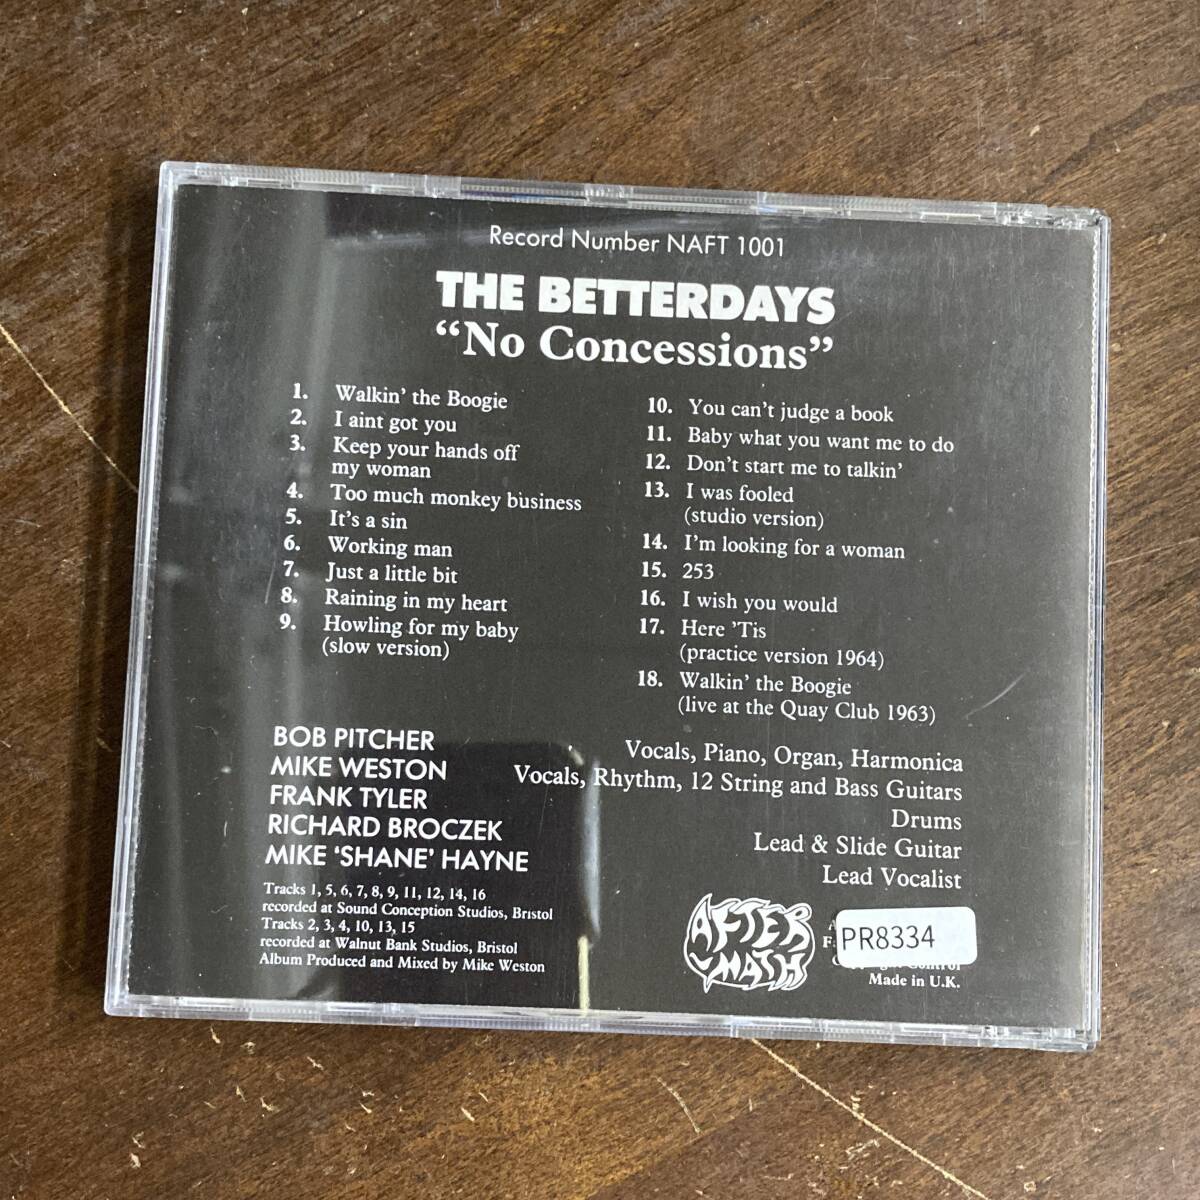 Record Number NAFT 1001
THE BETTERDAYS
“No Concessions”
1. Walkin’ the Boogie
2. I aint got you
3. Keep your hands off
my woman
4. Too much monkey business
5. It’s a sin
6. Working man
7. Just a little bit
8. Raining in my heart
9. Howling for my baby
(slow version)
10. You can’t judge a book
11. Baby what you want me to do
12. Don’t start me to talkin’
13. I was fooled
(studio version)
14. I’m looking for a woman
15. 253
16. I wish you would
17. Here ’Tis
(practice version 1964)
18. Walkin’ the Boogie
(live at the Quay Club 1963)
BOB PITCHER Vocals, Piano, Organ, Harmonica
MIKE WESTON Vocals, Rhythm, 12 String and Bass Guitars
FRANK TYLER Drums
RICHARD BROCZEK Lead & Slide Guitar
MIKE ‘SHANE’ HAYNE Lead Vocalist
Tracks 1, 5, 6, 7, 8, 9, 11, 12, 14, 16
recorded at Sound Conception Studios, Bristol
Tracks 2, 3, 4, 10, 13, 15
recorded at Walnut Bank Studios, Bristol
Album Produced and Mixed by Mike Weston
AFTER
MATH
PR8334
Control
Made in U.K.